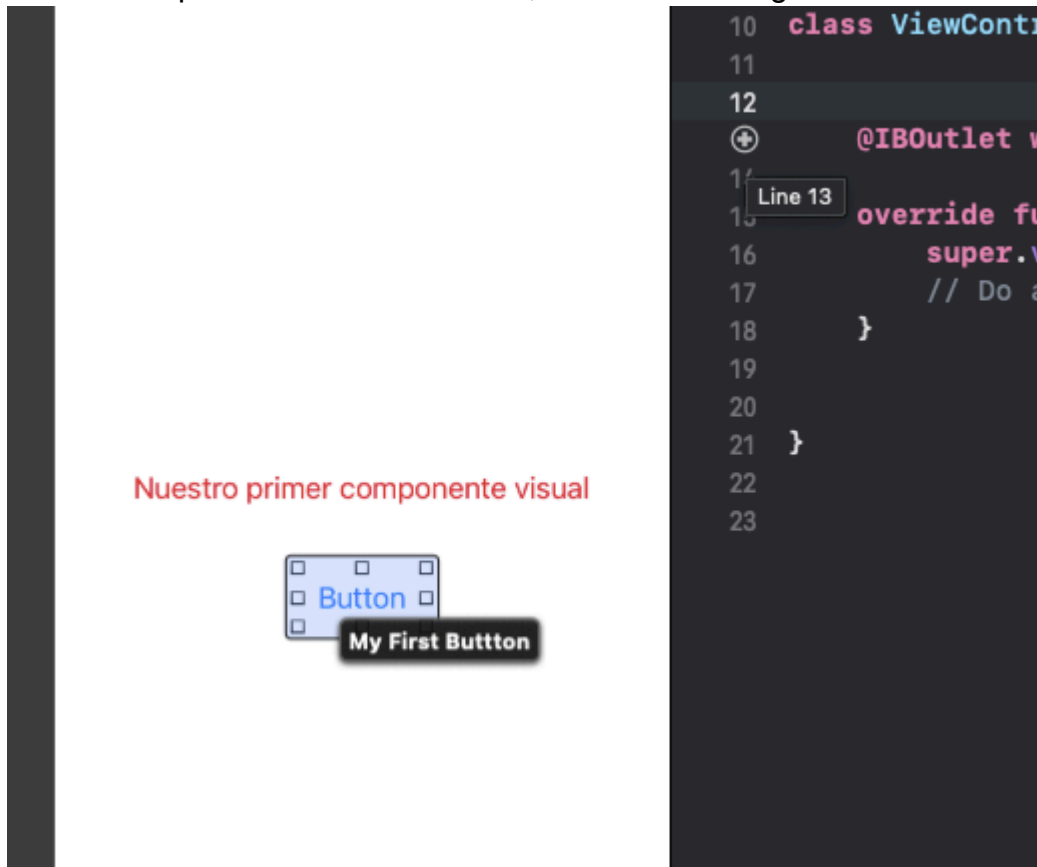 10 class ViewContr
11
12
@IBOutlet w
Line 13
override fu
16 super.v
17 // Do a
18 }
19
20
21 }
22
23
Nuestro primer componente visual
Button
My First Buttton